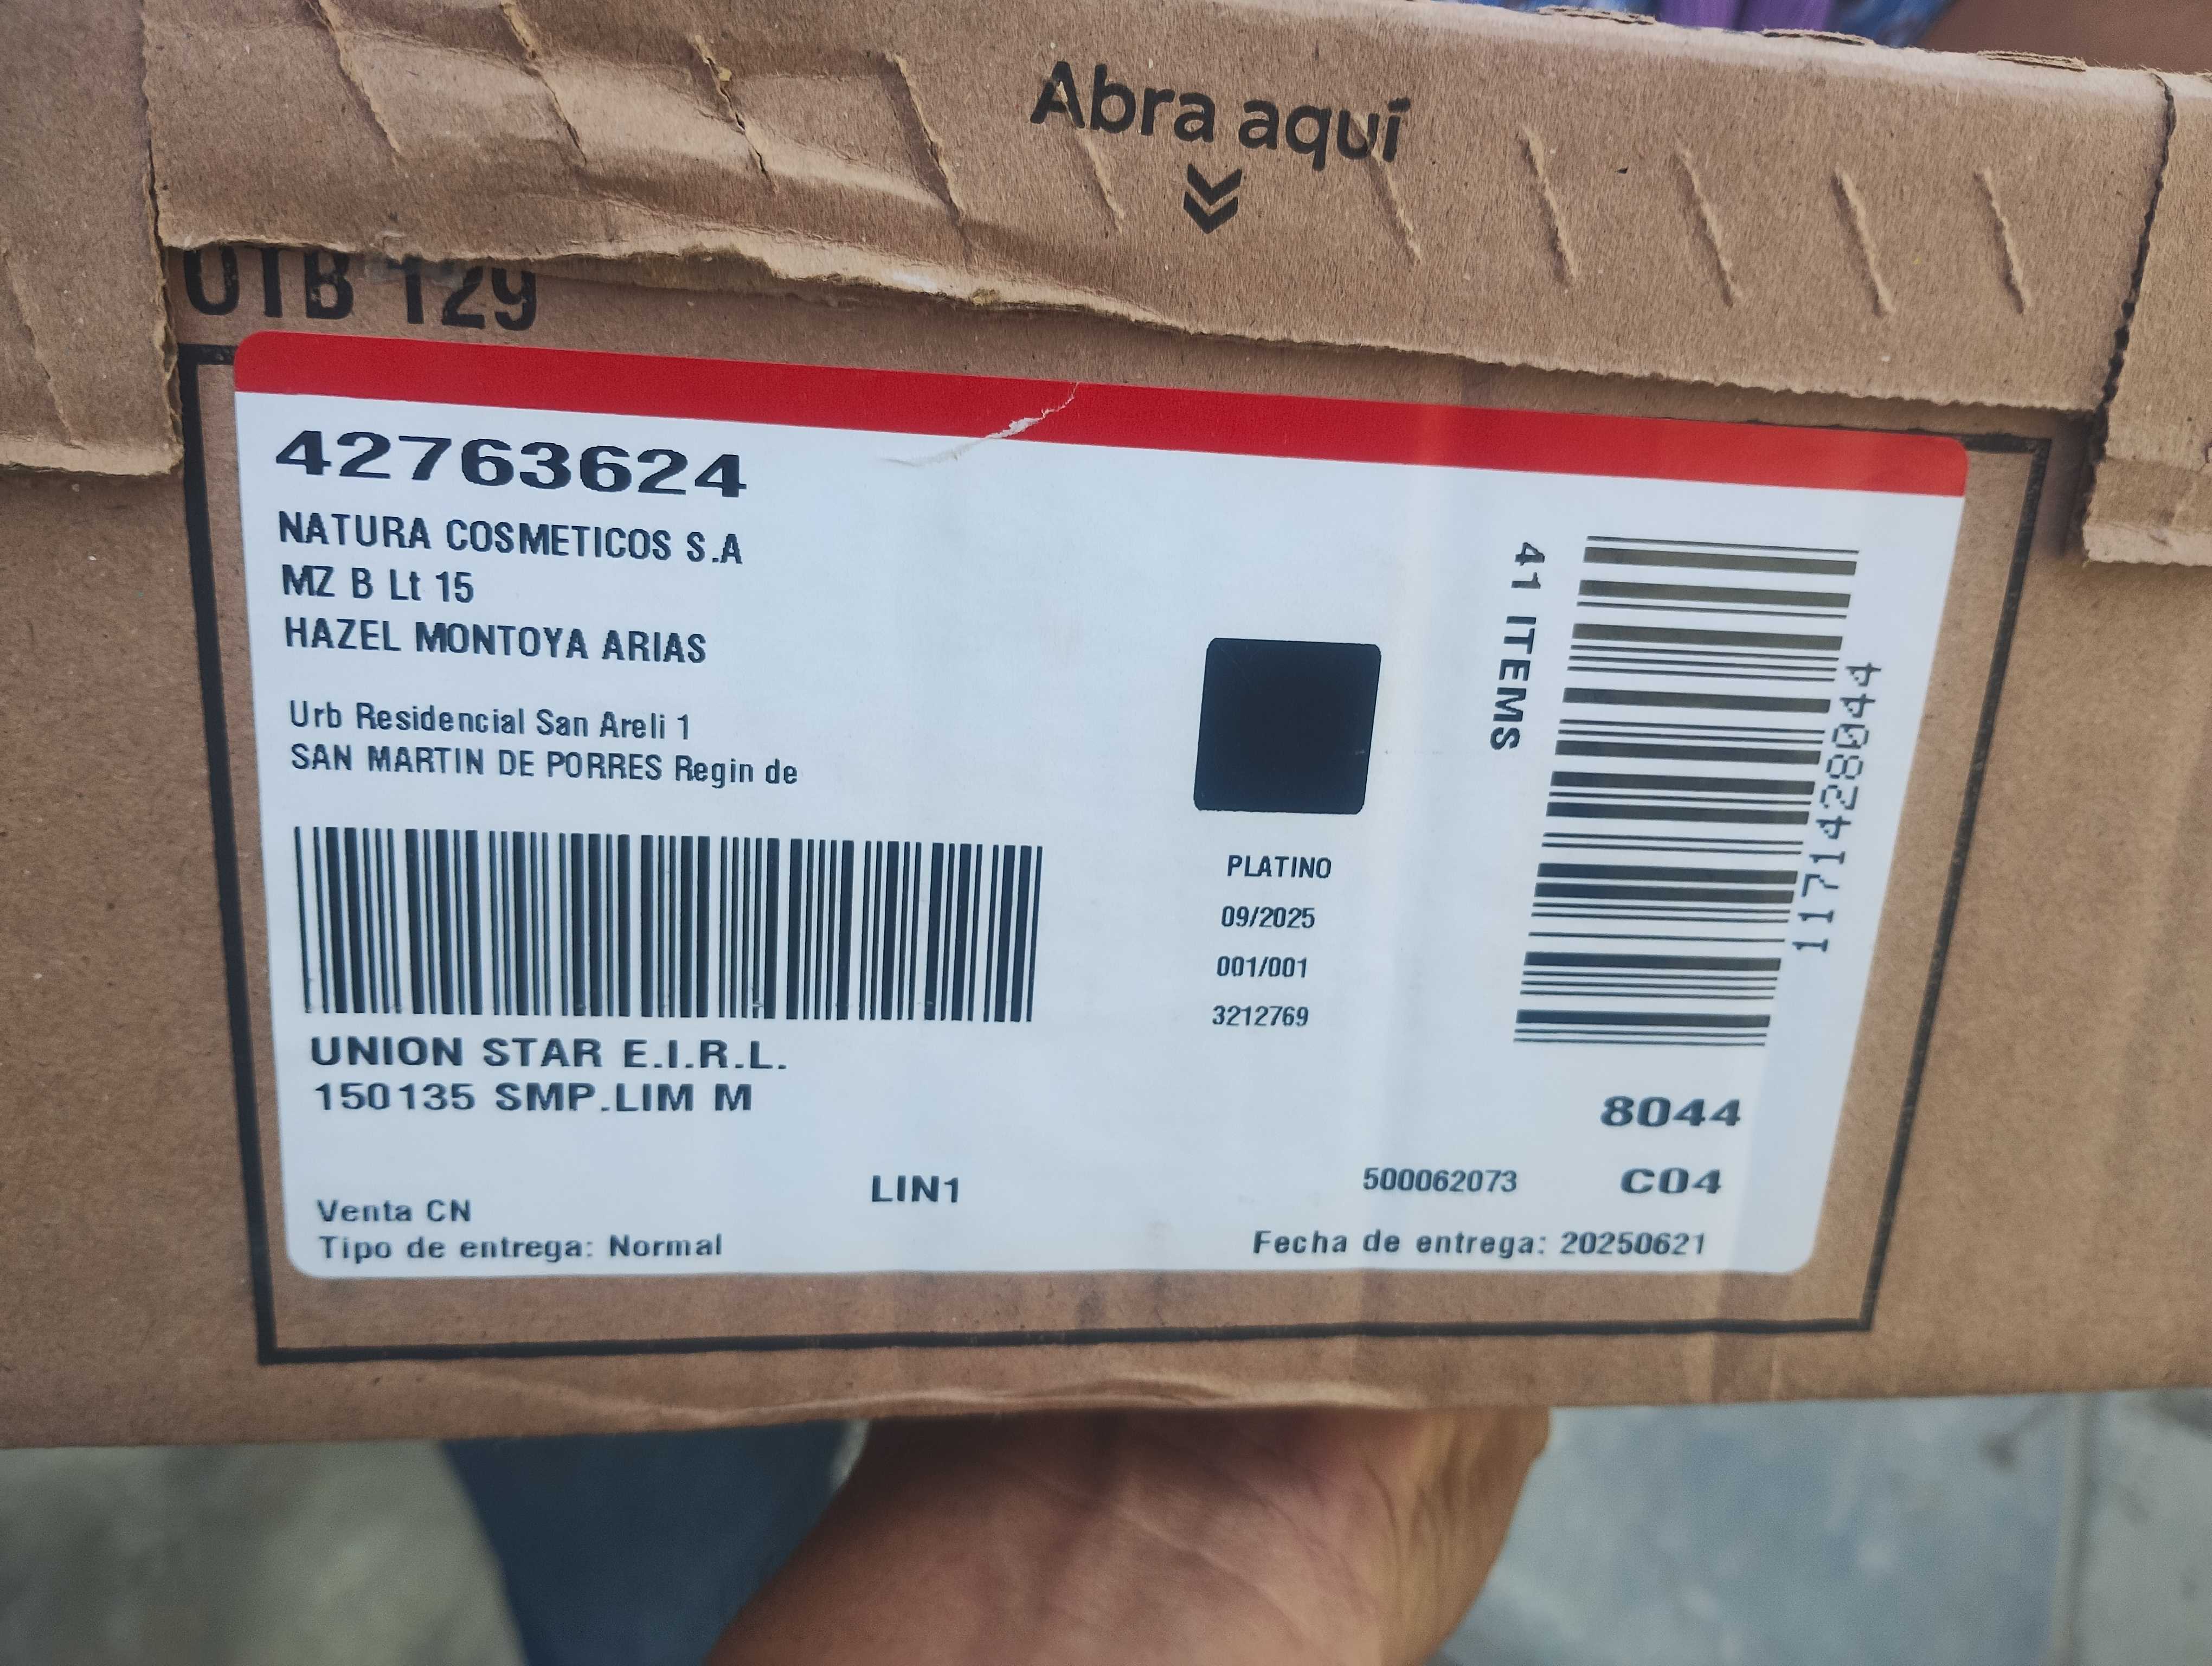 Abra aquí
OTB 129
42763624
NATURA COSMETICOS S.A
MZ B Lt 15
HAZEL MONTOYA ARIAS
Urb Residencial San Areli 1
SAN MARTIN DE PORRES Regin de
UNION STAR E.I.R.L.
150135 SMP.LIM M
Venta CN
Tipo de entrega: Normal
LIN1
PLATINO
09/2025
001/001
3212769
41 ITEMS
1171428044
8044
500062073 C04
Fecha de entrega: 20250621